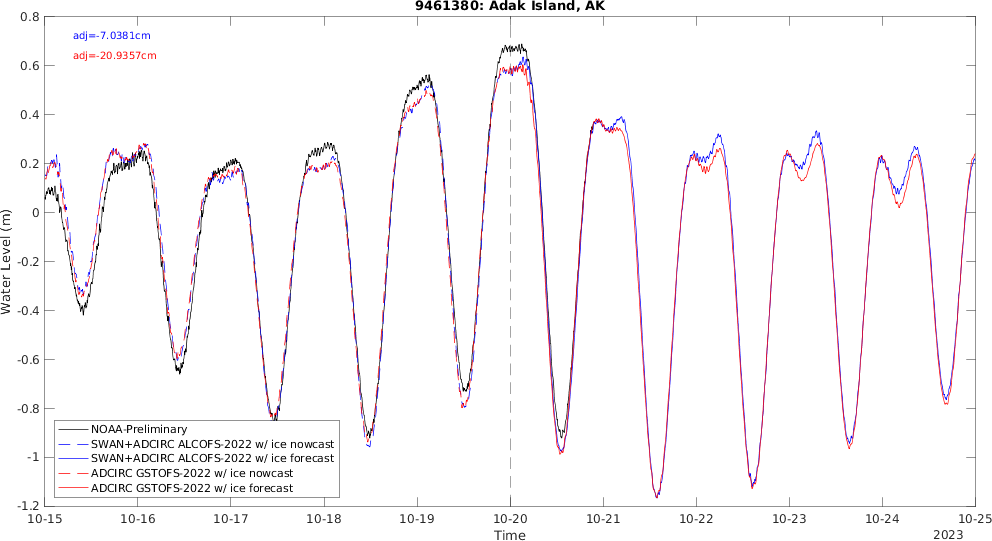 9461380: Adak Island, AK
adj=-7.0381cm
adj=-20.9357cm
Water Level (m)
0.8
0.6
0.4
0.2
0
-0.2
-0.4
-0.6
-0.8
-1
-1.2
NOAA-Preliminary
SWAN+ADCIRC ALCOFS-2022 w/ ice nowcast
SWAN+ADCIRC ALCOFS-2022 w/ ice forecast
ADCIRC GSTOFS-2022 w/ ice nowcast
ADCIRC GSTOFS-2022 w/ ice forecast
10-15 10-16 10-17 10-18 10-19 10-20 10-21 10-22 10-23 10-24 10-25
Time
2023